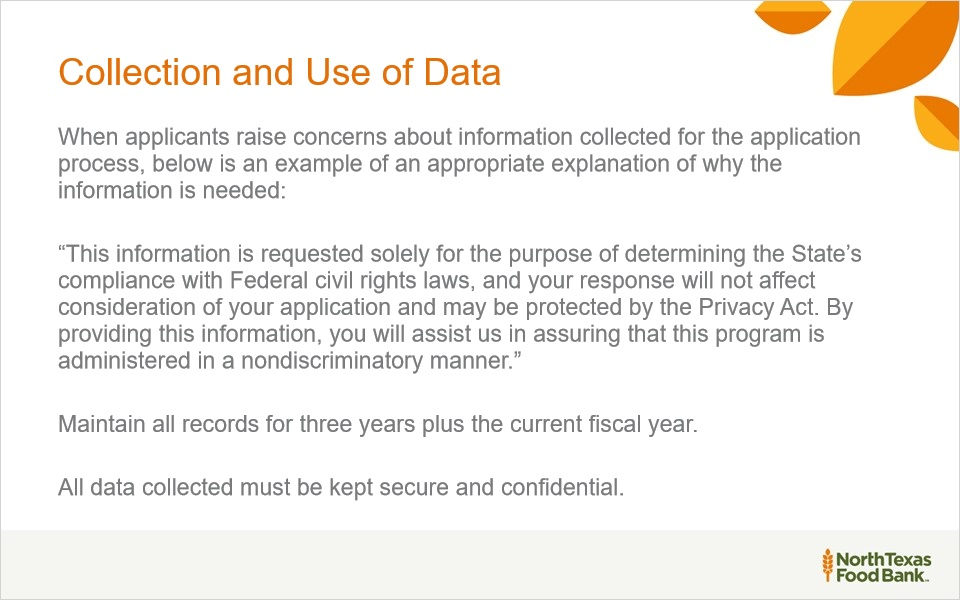 Collection and Use of Data
When applicants raise concerns about information collected for the application
process, below is an example of an appropriate explanation of why the
information is needed:
“This information is requested solely for the purpose of determining the State’s
compliance with Federal civil rights laws, and your response will not affect
consideration of your application and may be protected by the Privacy Act. By
providing this information, you will assist us in assuring that this program is
administered in a nondiscriminatory manner.”
Maintain all records for three years plus the current fiscal year.
All data collected must be kept secure and confidential.
North Texas
Food Bank